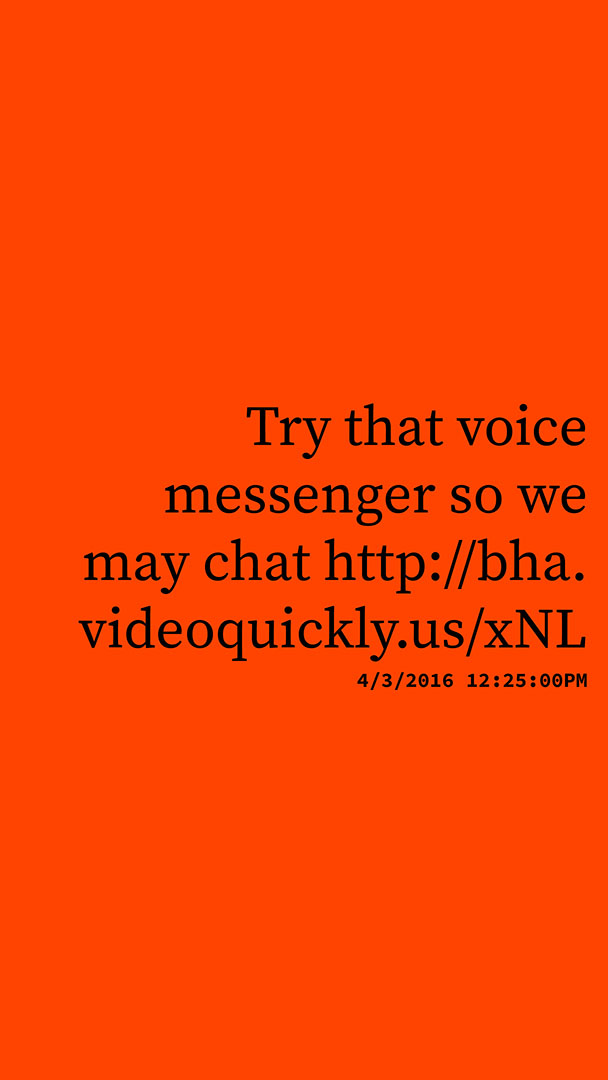 Try that voice
messenger so we
may chat http://bha.
videoquickly.us/xNL
4/3/2016 12:25:00PM